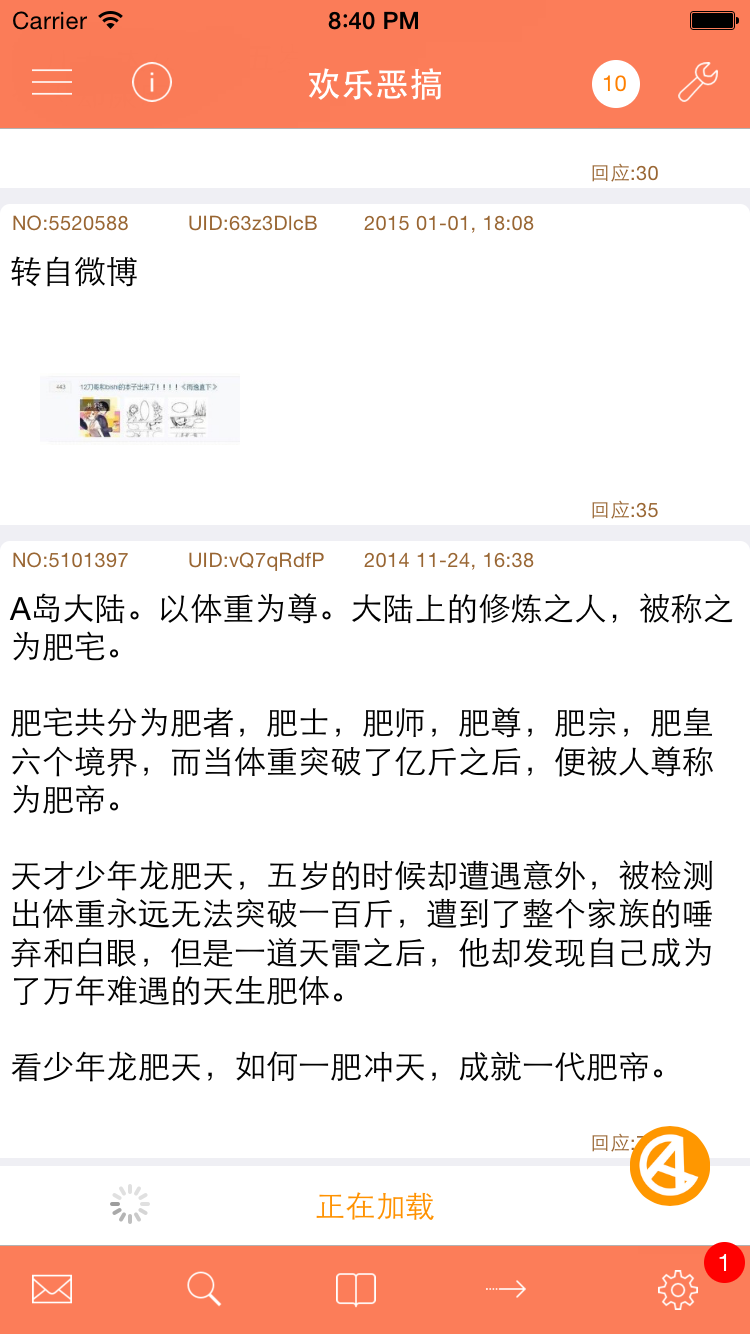 Carrier 8:40 PM
欢乐恶搞 10
回应:30
NO:5520588 UID:63z3DlcB 2015 01-01, 18:08
转自微博
443
回应:35
NO:5101397 UID:vQ7qRdfP 2014 11-24, 16:38
A岛大陆。以体重为尊。大陆上的修炼之人，被称之
为肥宅。
肥宅共分为肥者，肥士，肥师，肥尊，肥宗，肥皇
六个境界，而当体重突破了亿斤之后，便被人尊称
为肥帝。
天才少年龙肥天，五岁的时候却遭遇意外，被检测
出体重永远无法突破一百斤，遭到了整个家族的唾
弃和白眼，但是一道天雷之后，他却发现自己成为
了万年难遇的天生肥体。
看少年龙肥天，如何一肥冲天，成就一代肥帝。
回应:
正在加载
1